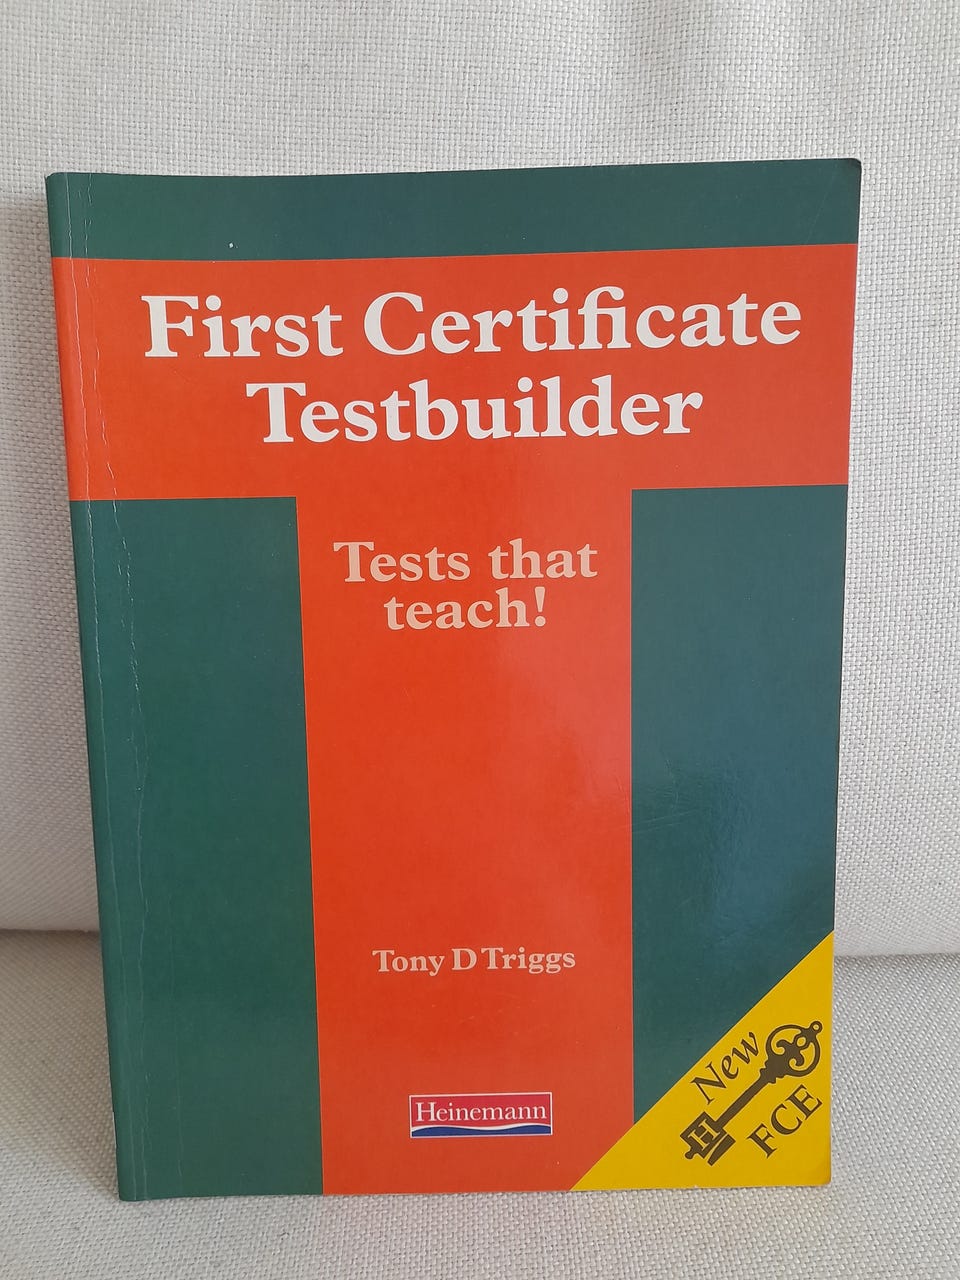 First Certificate
Testbuilder
Tests that
teach!
Tony D Triggs
Heinemann
New
H
FCE